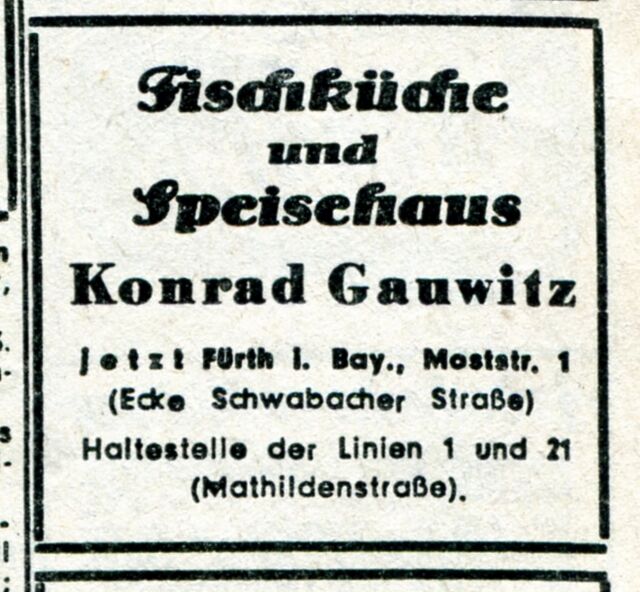 Fischküche
und
Speisehaus
Konrad Gauwitz
Jetzt Fürth i. Bay., Moststr. 1
(Ecke Schwabacher Straße)
Haltestelle der Linien 1 und 21
(Mathildenstraße).